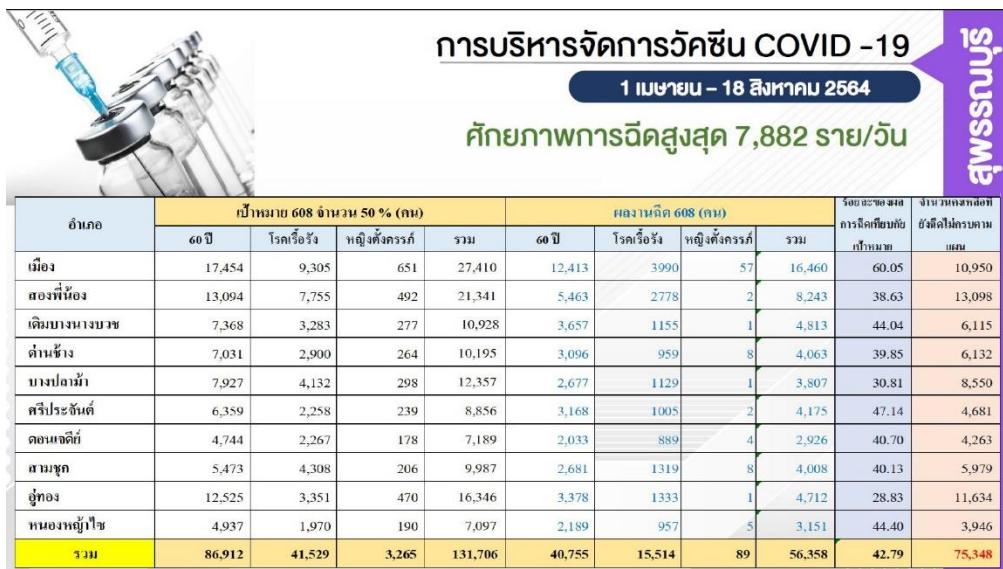 การบริหารจัดการวัคซีน COVID -19
1 เมษายน – 18 สิงหาคม 2564
ศักยภาพการฉีดสูงสุด 7,882 ราย/วัน
สุพรรณบุรี
อำเภอ เป้าหมาย 608 จำนวน 50 % (คน) ผลงานฉีด 608 (คน) ร้อยละของผลการฉีดเทียบกับเป้าหมาย จำนวนคงเหลือที่ยังฉีดไม่ครบตามแผน
60 ปี โรคเรื้อรัง หญิงตั้งครรภ์ รวม 60 ปี โรคเรื้อรัง หญิงตั้งครรภ์ รวม
เมือง 17,454 9,305 651 27,410 12,413 3990 57 16,460 60.05 10,950
สองพี่น้อง 13,094 7,755 492 21,341 5,463 2778 2 8,243 38.63 13,098
เดิมบางนางบวช 7,368 3,283 277 10,928 3,657 1155 1 4,813 44.04 6,115
ด่านช้าง 7,031 2,900 264 10,195 3,096 959 8 4,063 39.85 6,132
บางปลาม้า 7,927 4,132 298 12,357 2,677 1129 1 3,807 30.81 8,550
ศรีประจันต์ 6,359 2,258 239 8,856 3,168 1005 2 4,175 47.14 4,681
ดอนเจดีย์ 4,744 2,267 178 7,189 2,033 889 4 2,926 40.70 4,263
สามชุก 5,473 4,308 206 9,987 2,681 1319 8 4,008 40.13 5,979
อู่ทอง 12,525 3,351 470 16,346 3,378 1333 1 4,712 28.83 11,634
หนองหญ้าไซ 4,937 1,970 190 7,097 2,189 957 5 3,151 44.40 3,946
รวม 86,912 41,529 3,265 131,706 40,755 15,514 89 56,358 42.79 75,348